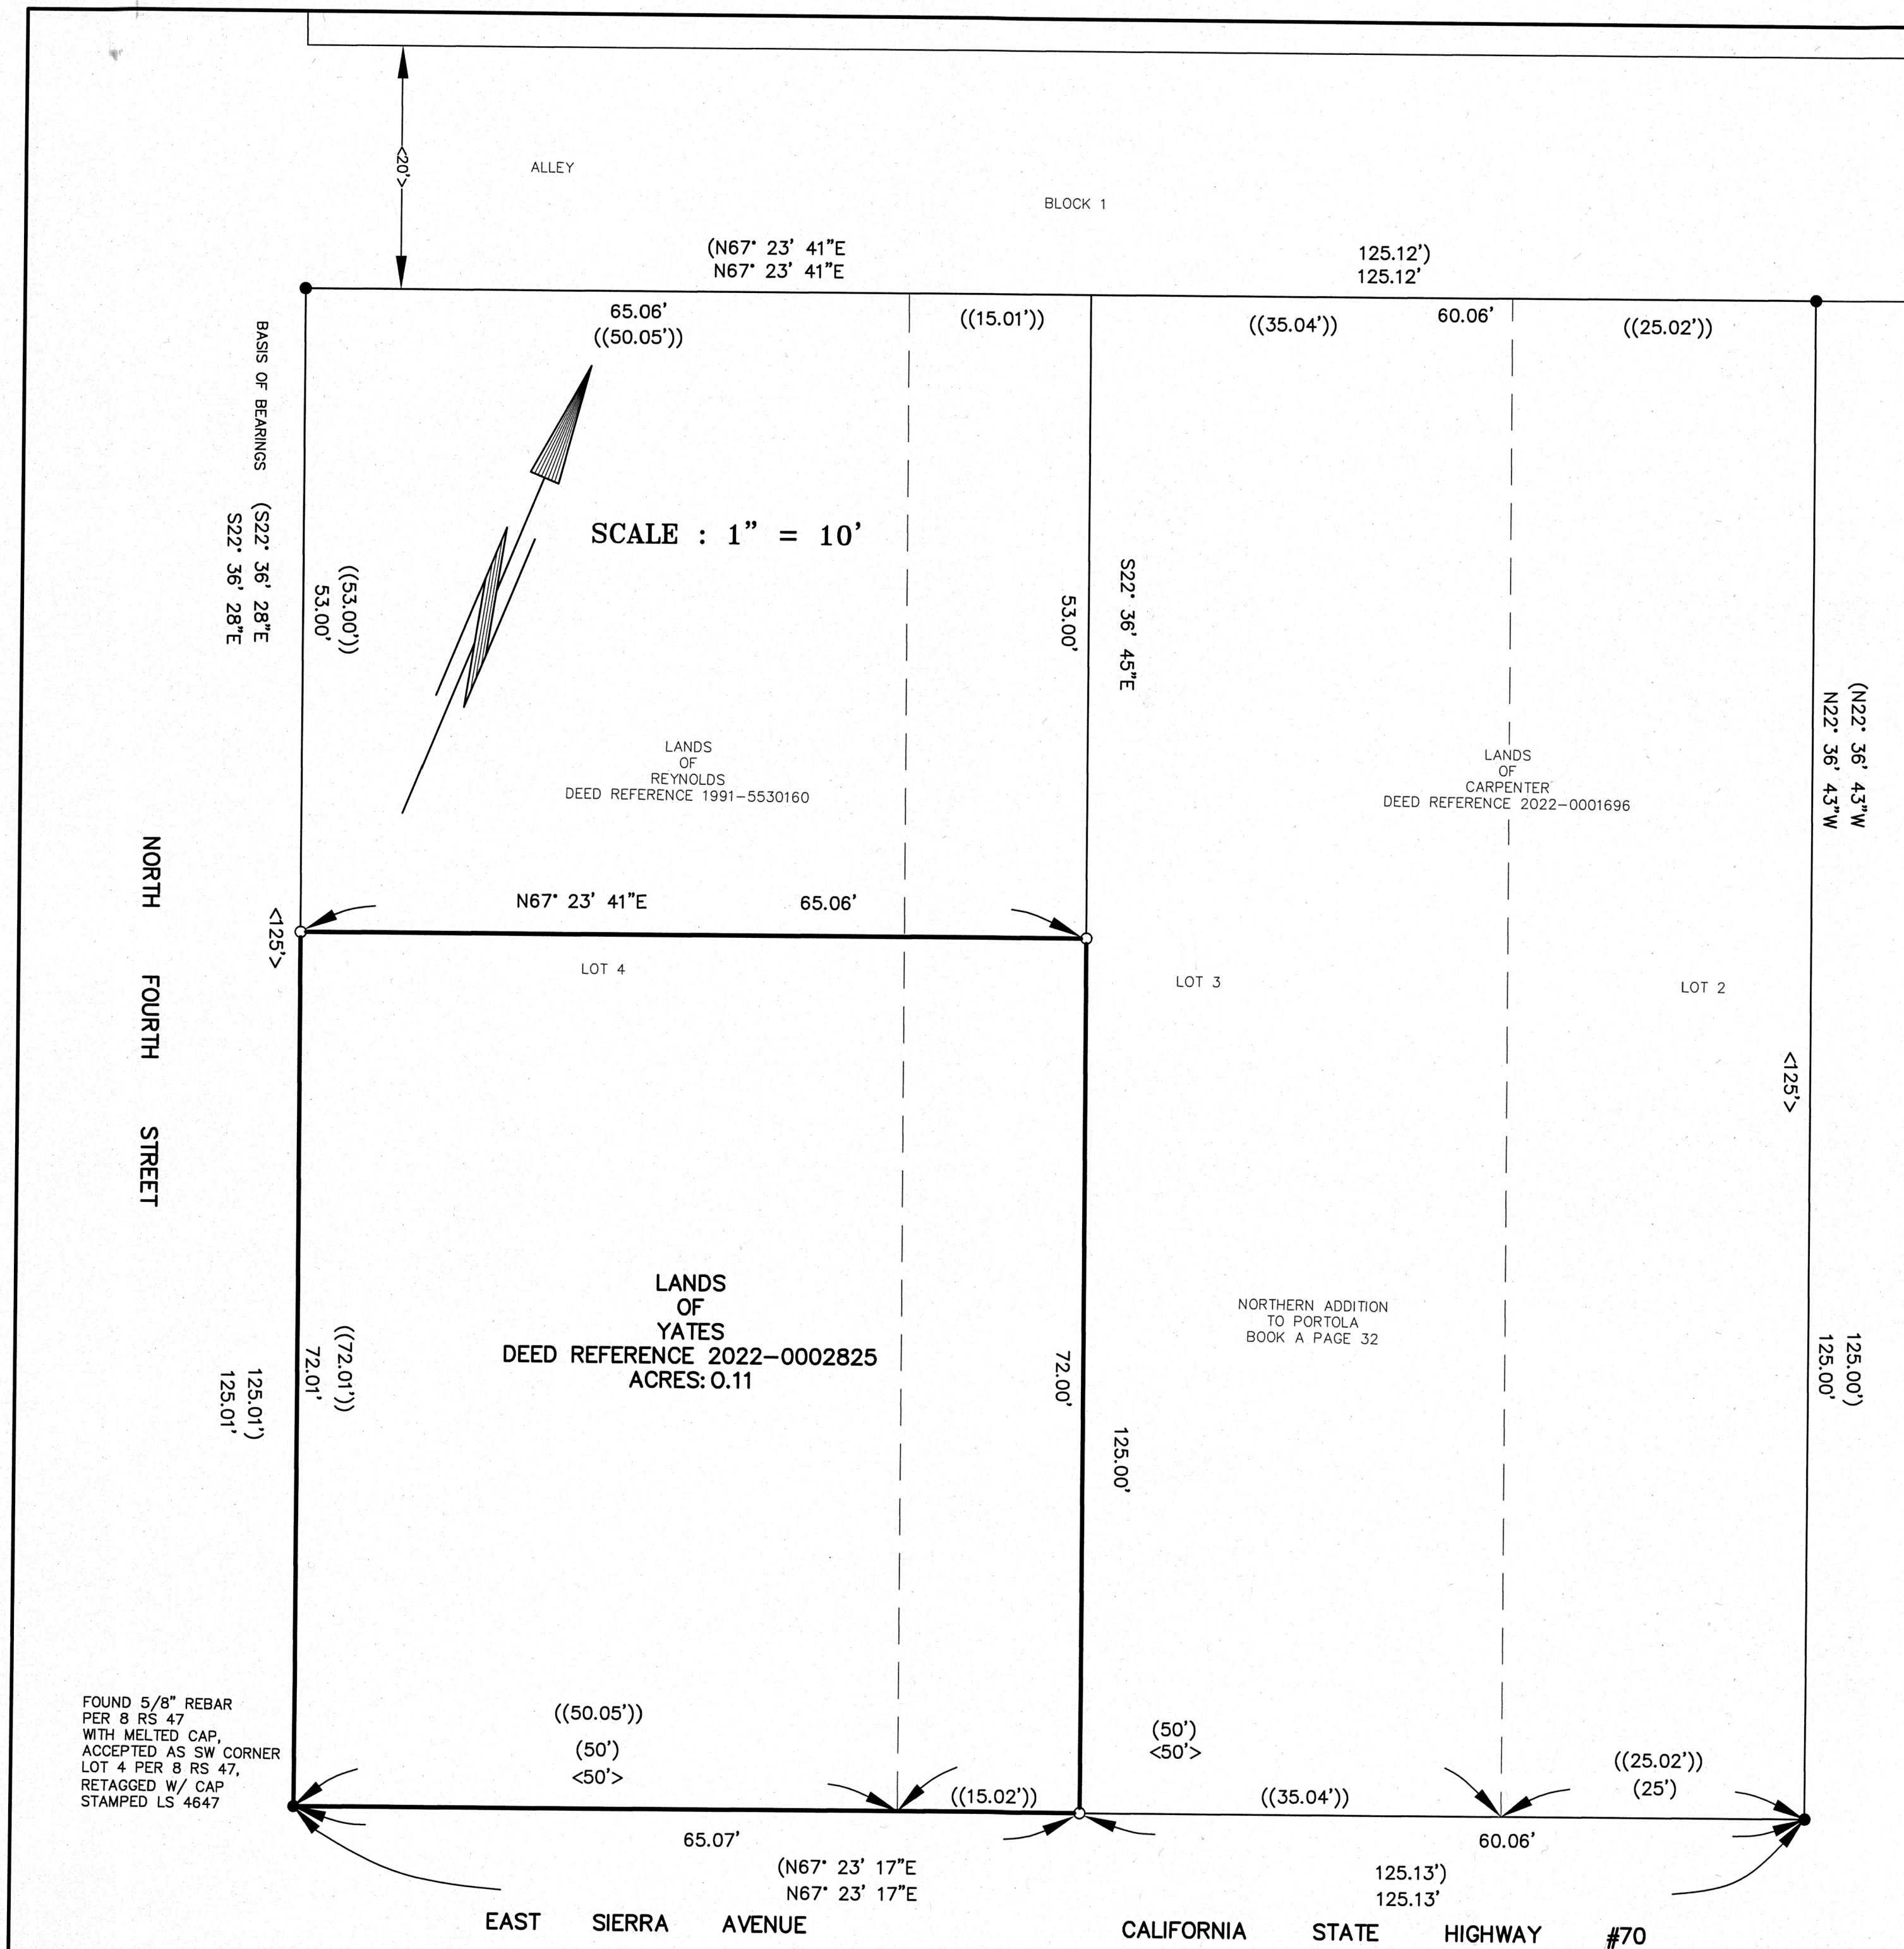 <20'>
ALLEY
BLOCK 1
(N67° 23' 41"E 125.12')
N67° 23' 41"E 125.12'
65.06'
((50.05'))
((15.01'))
((35.04'))
60.06'
((25.02'))
BASIS OF BEARINGS (S22° 36' 28"E
S22° 36' 28"E
((53.00'))
53.00'
SCALE : 1" = 10'
53.00'
S22° 36' 45"E
(N22° 36' 43"W
N22° 36' 43"W
LANDS
OF
REYNOLDS
DEED REFERENCE 1991-5530160
LANDS
OF
CARPENTER
DEED REFERENCE 2022-0001696
NORTH FOURTH STREET
<125'>
N67° 23' 41"E 65.06'
LOT 4
LOT 3
LOT 2
<125'>
LANDS
OF
YATES
DEED REFERENCE 2022-0002825
ACRES: 0.11
NORTHERN ADDITION
TO PORTOLA
BOOK A PAGE 32
((72.01'))
72.01'
125.01')
125.01'
72.00'
125.00'
125.00')
125.00'
FOUND 5/8" REBAR
PER 8 RS 47
WITH MELTED CAP,
ACCEPTED AS SW CORNER
LOT 4 PER 8 RS 47,
RETAGGED W/ CAP
STAMPED LS 4647
((50.05'))
(50')
<50'>
((15.02'))
(50')
<50'>
((35.04'))
((25.02'))
(25')
65.07'
60.06'
(N67° 23' 17"E 125.13')
N67° 23' 17"E 125.13'
EAST SIERRA AVENUE CALIFORNIA STATE HIGHWAY #70